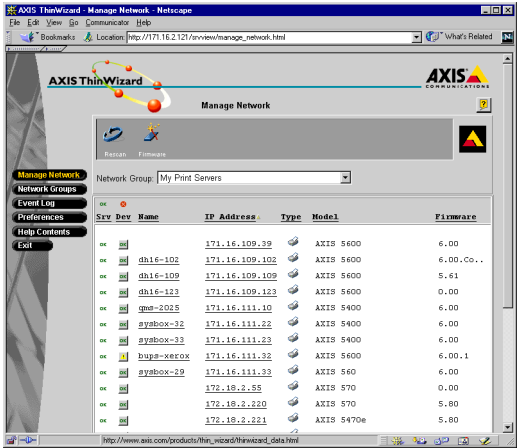 AXIS ThinWizard - Manage Network - Netscape
File Edit View Go Communicator Help
Bookmarks Location: http://171.16.2.121/srvview/manage_network.html What's Related
AXIS ThinWizard
AXIS COMMUNICATIONS
Manage Network
?
Rescan Firmware
Manage Network
Network Groups
Event Log
Preferences
Help Contents
Exit
Network Group: My Print Servers
OK
Srv Dev Name IP Address Type Model Firmware
OK OK 171.16.109.39 AXIS 5600 6.00
OK OK dh16-102 171.16.109.102 AXIS 5600 6.00.Co..
OK OK dh16-109 171.16.109.109 AXIS 5600 5.61
OK OK dh16-123 171.16.109.123 AXIS 5600 0.00
OK OK qms-2025 171.16.111.10 AXIS 5400 6.00
OK OK sysbox-32 171.16.111.22 AXIS 5400 6.00
OK OK sysbox-33 171.16.111.23 AXIS 5400 6.00
OK ! bups-xerox 171.16.111.32 AXIS 5600 6.00.1
OK OK sysbox-29 171.16.111.33 AXIS 560 6.00
OK OK 172.18.2.55 AXIS 570 0.00
OK OK 172.18.2.220 AXIS 570 5.80
OK OK 172.18.2.221 AXIS 5470e 5.80
http://www.axis.com/products/thin_wizard/thinwizard_data.html